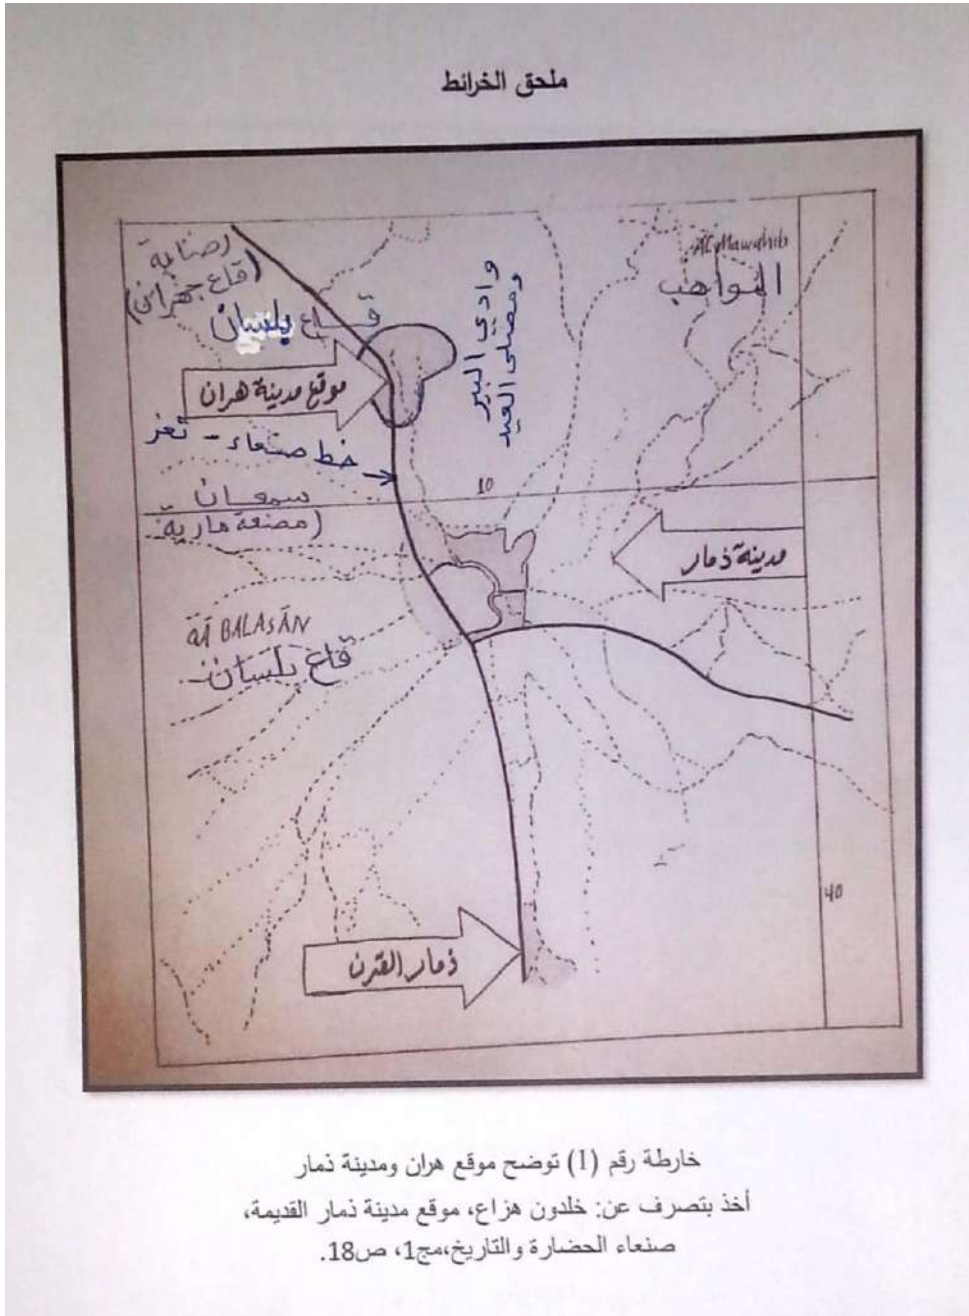 ملحق الخرائط
رصنابة
(قاع جهران)
قاع بلسان
موقع مدينة هران
خط صنعاء - تعز
سمعان
(مصنعة مارية)
وادي البير
ومصلى العيد
Al Mawahib
المواهب
10
مدينة ذمار
QĀ BALASĀN
قاع بلسان
40
ذمار القرن
خارطة رقم (1) توضح موقع هران ومدينة ذمار
أخذ بتصرف عن: خلدون هزاع، موقع مدينة ذمار القديمة،
صنعاء الحضارة والتاريخ،مج1، ص18.